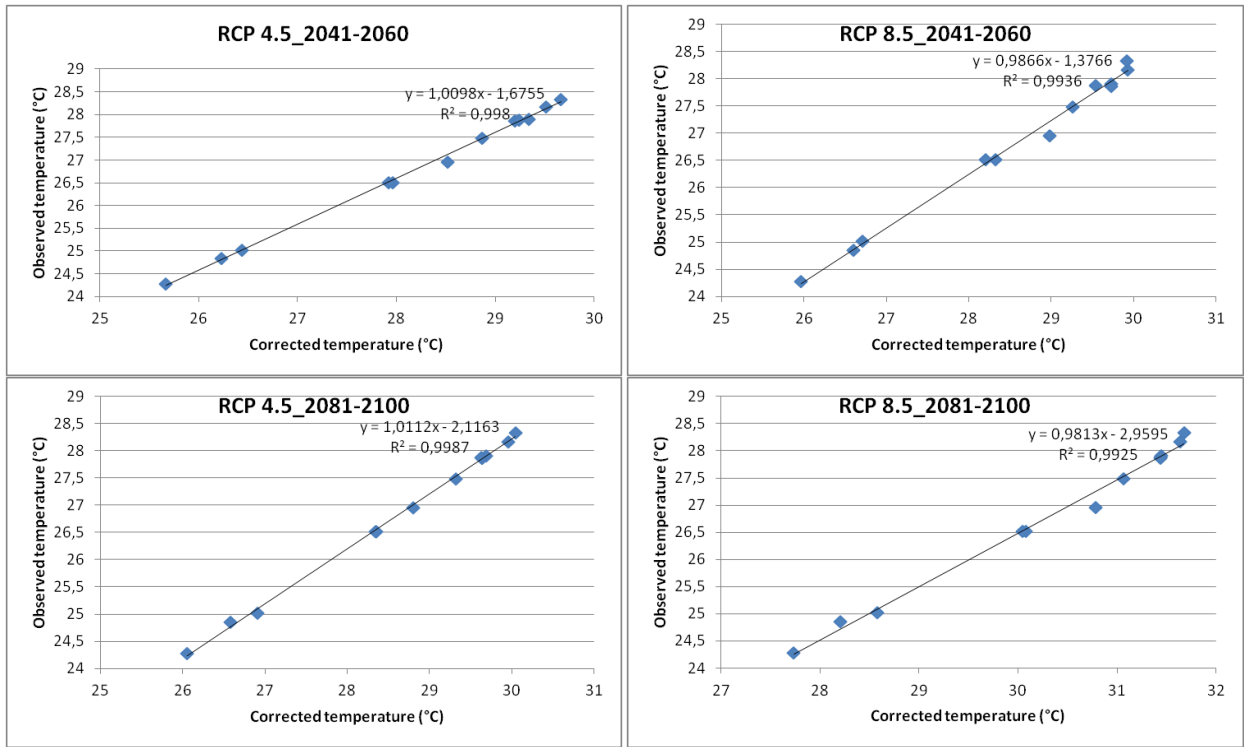 RCP 4.5_2041-2060
29
28,5
28
27,5
27
26,5
26
25,5
25
24,5
24
y = 1,0098x - 1,6755
R² = 0,998
Observed temperature (°C)
25 26 27 28 29 30
Corrected temperature (°C)
RCP 8.5_2041-2060
29
28,5
28
27,5
27
26,5
26
25,5
25
24,5
24
y = 0,9866x - 1,3766
R² = 0,9936
Observed temperature (°C)
25 26 27 28 29 30 31
Corrected temperature (°C)
RCP 4.5_2081-2100
29
28,5
28
27,5
27
26,5
26
25,5
25
24,5
24
y = 1,0112x - 2,1163
R² = 0,9987
Observed temperature (°C)
25 26 27 28 29 30 31
Corrected temperature (°C)
RCP 8.5_2081-2100
29
28,5
28
27,5
27
26,5
26
25,5
25
24,5
24
y = 0,9813x - 2,9595
R² = 0,9925
Observed temperature (°C)
27 28 29 30 31 32
Corrected temperature (°C)